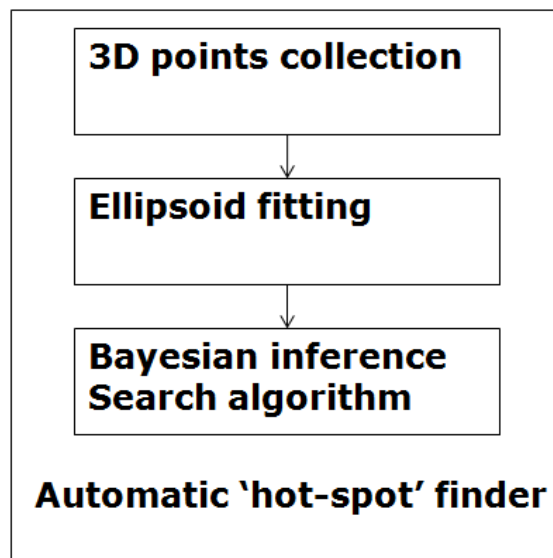 3D points collection
Ellipsoid fitting
Bayesian inference
Search algorithm
Automatic ‘hot-spot’ finder